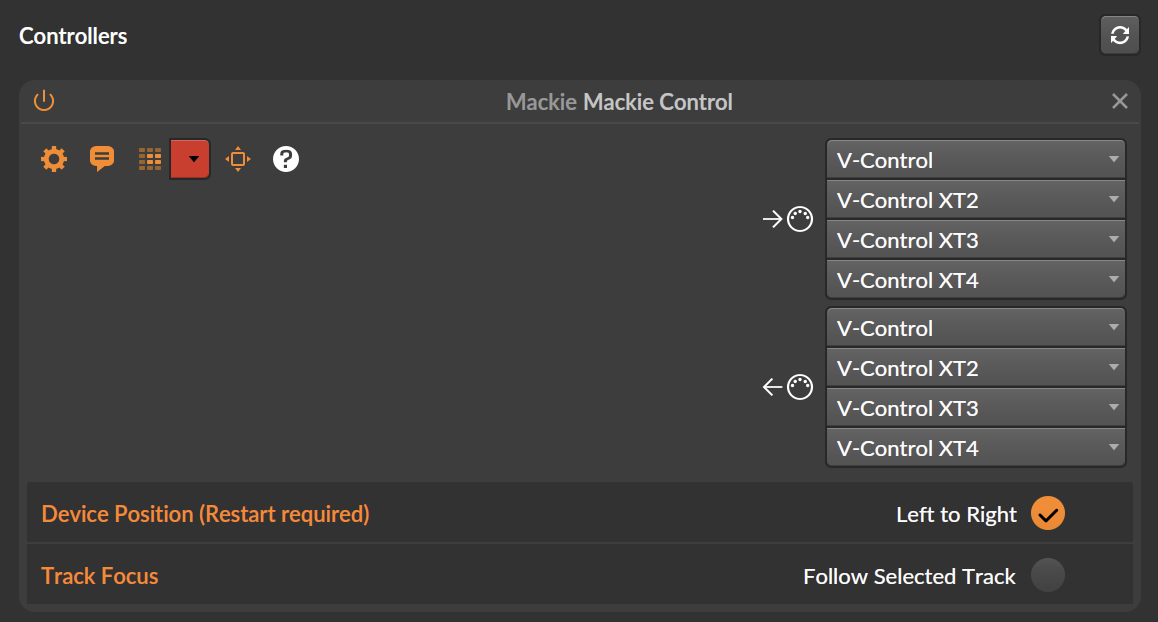 Controllers
Mackie Mackie Control
V-Control
V-Control XT2
V-Control XT3
V-Control XT4
V-Control
V-Control XT2
V-Control XT3
V-Control XT4
Device Position (Restart required) Left to Right
Track Focus Follow Selected Track